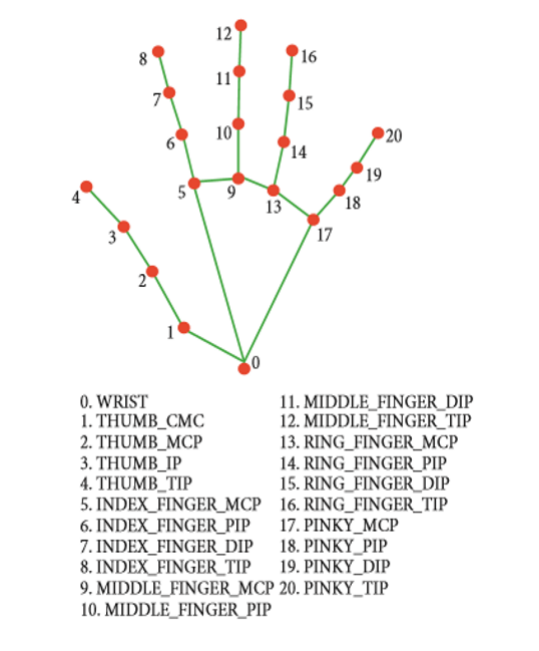 12
8
16
11
7
15
10
6
14
20
19
4
5
9
13
18
3
17
2
1
0
0. WRIST
1. THUMB_CMC
2. THUMB_MCP
3. THUMB_IP
4. THUMB_TIP
5. INDEX_FINGER_MCP
6. INDEX_FINGER_PIP
7. INDEX_FINGER_DIP
8. INDEX_FINGER_TIP
9. MIDDLE_FINGER_MCP
10. MIDDLE_FINGER_PIP
11. MIDDLE_FINGER_DIP
12. MIDDLE_FINGER_TIP
13. RING_FINGER_MCP
14. RING_FINGER_PIP
15. RING_FINGER_DIP
16. RING_FINGER_TIP
17. PINKY_MCP
18. PINKY_PIP
19. PINKY_DIP
20. PINKY_TIP